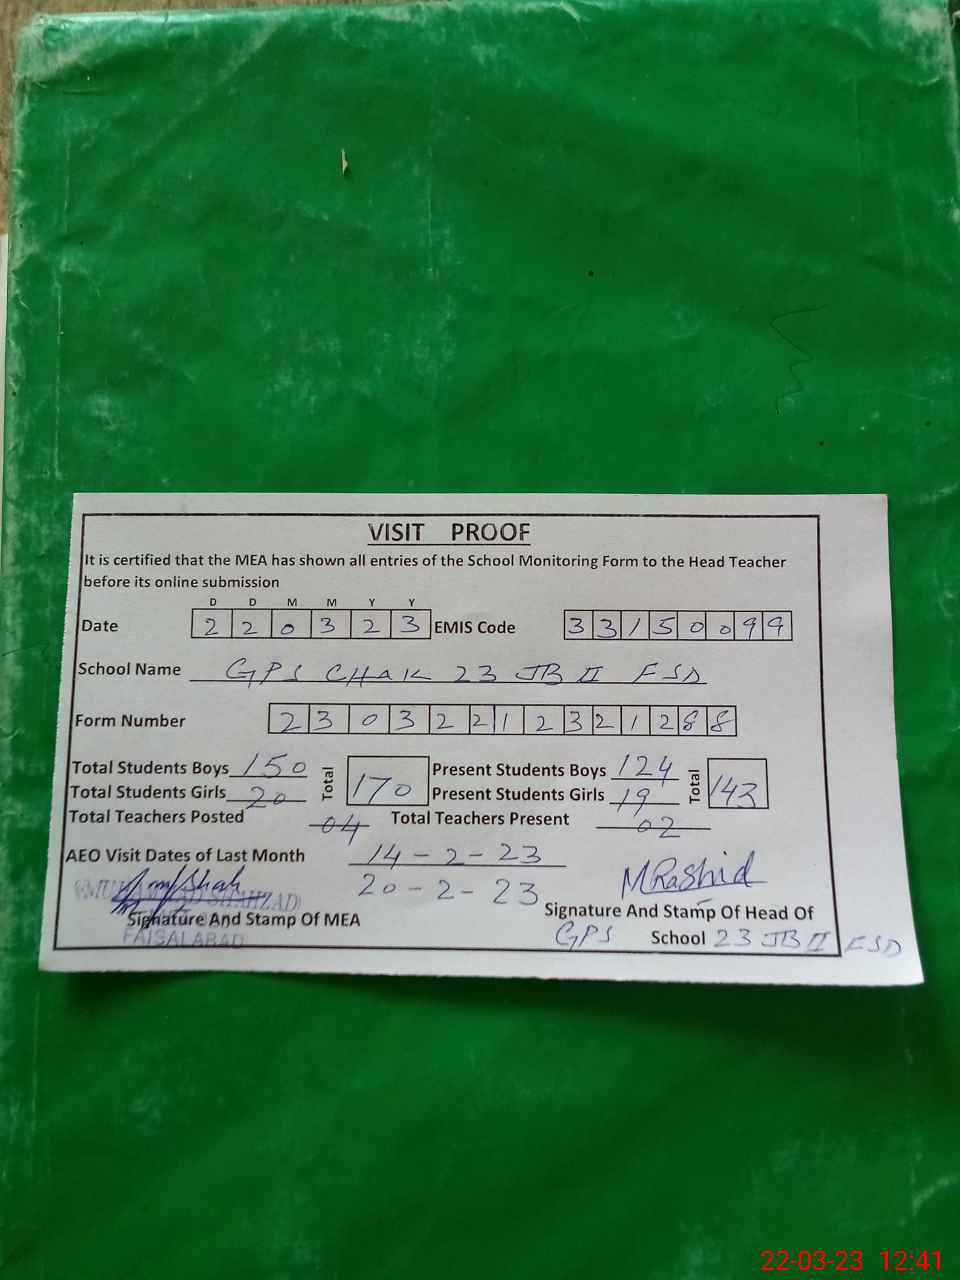 VISIT PROOF
It is certified that the MEA has shown all entries of the School Monitoring Form to the Head Teacher
before its online submission
D D M M Y Y
Date 2 2 0 3 2 3 EMIS Code 3 3 1 5 0 0 9 9
School Name GPS CHAK 23 JB II FSD
Form Number 2 3 0 3 2 2 1 2 3 2 1 2 8 8
Total Students Boys 150 Total 170 Present Students Boys 124 Total 143
Total Students Girls 20 Present Students Girls 19
Total Teachers Posted 04 Total Teachers Present 02
AEO Visit Dates of Last Month 14-2-23
20-2-23
MRashid
(MUHAMMAD SHAHZAD)
Signature And Stamp Of MEA
Signature And Stamp Of Head Of
FAISALABAD
GPS School 23 JB II FSD
22-03-23 12:41